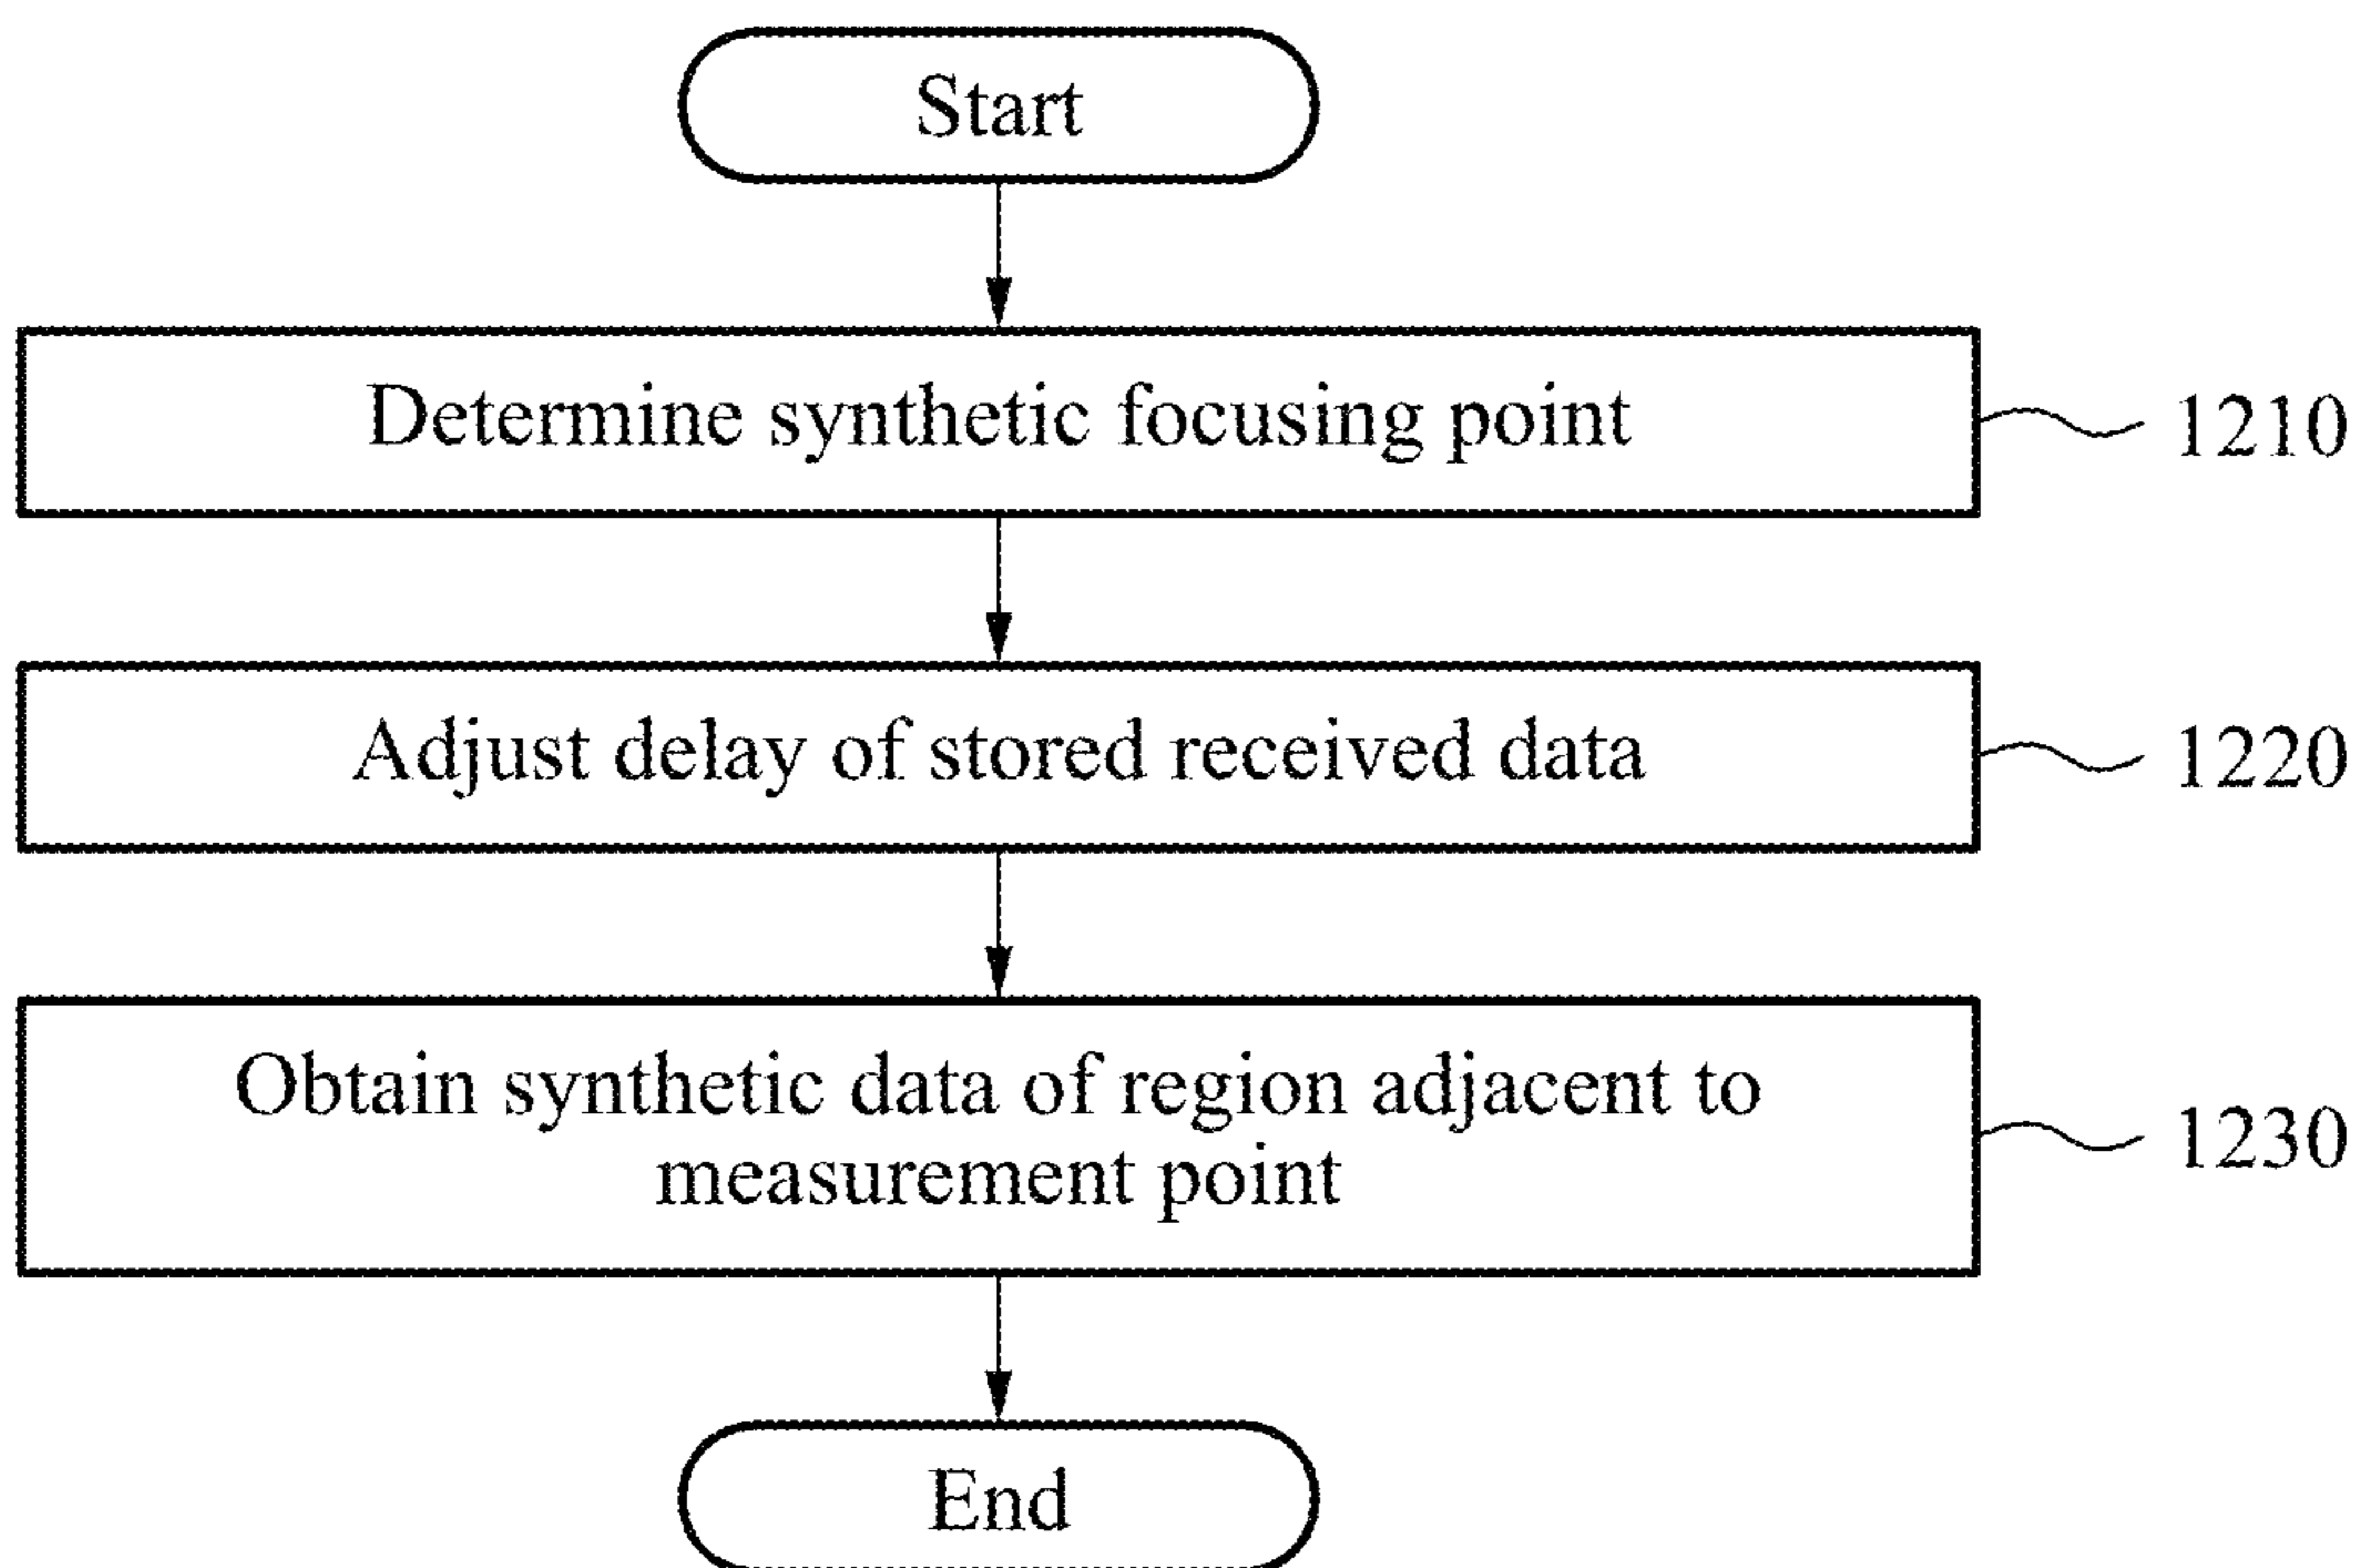 Start
Determine synthetic focusing point
1210
Adjust delay of stored received data
1220
Obtain synthetic data of region adjacent to
measurement point
1230
End